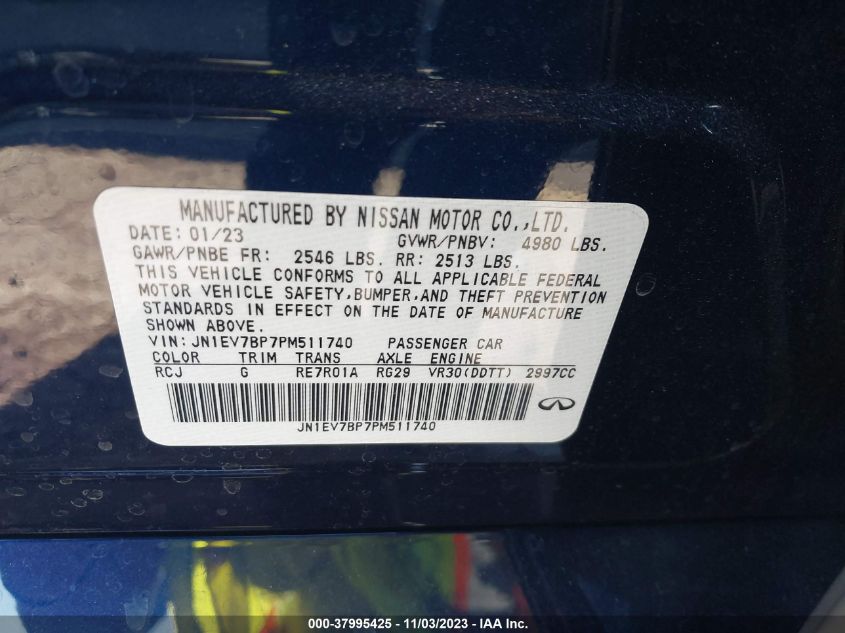 MANUFACTURED BY NISSAN MOTOR CO.,LTD.
DATE: 01/23 GVWR/PNBV: 4980 LBS.
GAWR/PNBE FR: 2546 LBS. RR: 2513 LBS.
THIS VEHICLE CONFORMS TO ALL APPLICABLE FEDERAL
MOTOR VEHICLE SAFETY,BUMPER,AND THEFT PREVENTION
STANDARDS IN EFFECT ON THE DATE OF MANUFACTURE
SHOWN ABOVE.
VIN: JN1EV7BP7PM511740 PASSENGER CAR
COLOR TRIM TRANS AXLE ENGINE
RCJ G RE7R01A RG29 VR30(DDTT) 2997CC
JN1EV7BP7PM511740
000-37995425 - 11/03/2023 - IAA Inc.